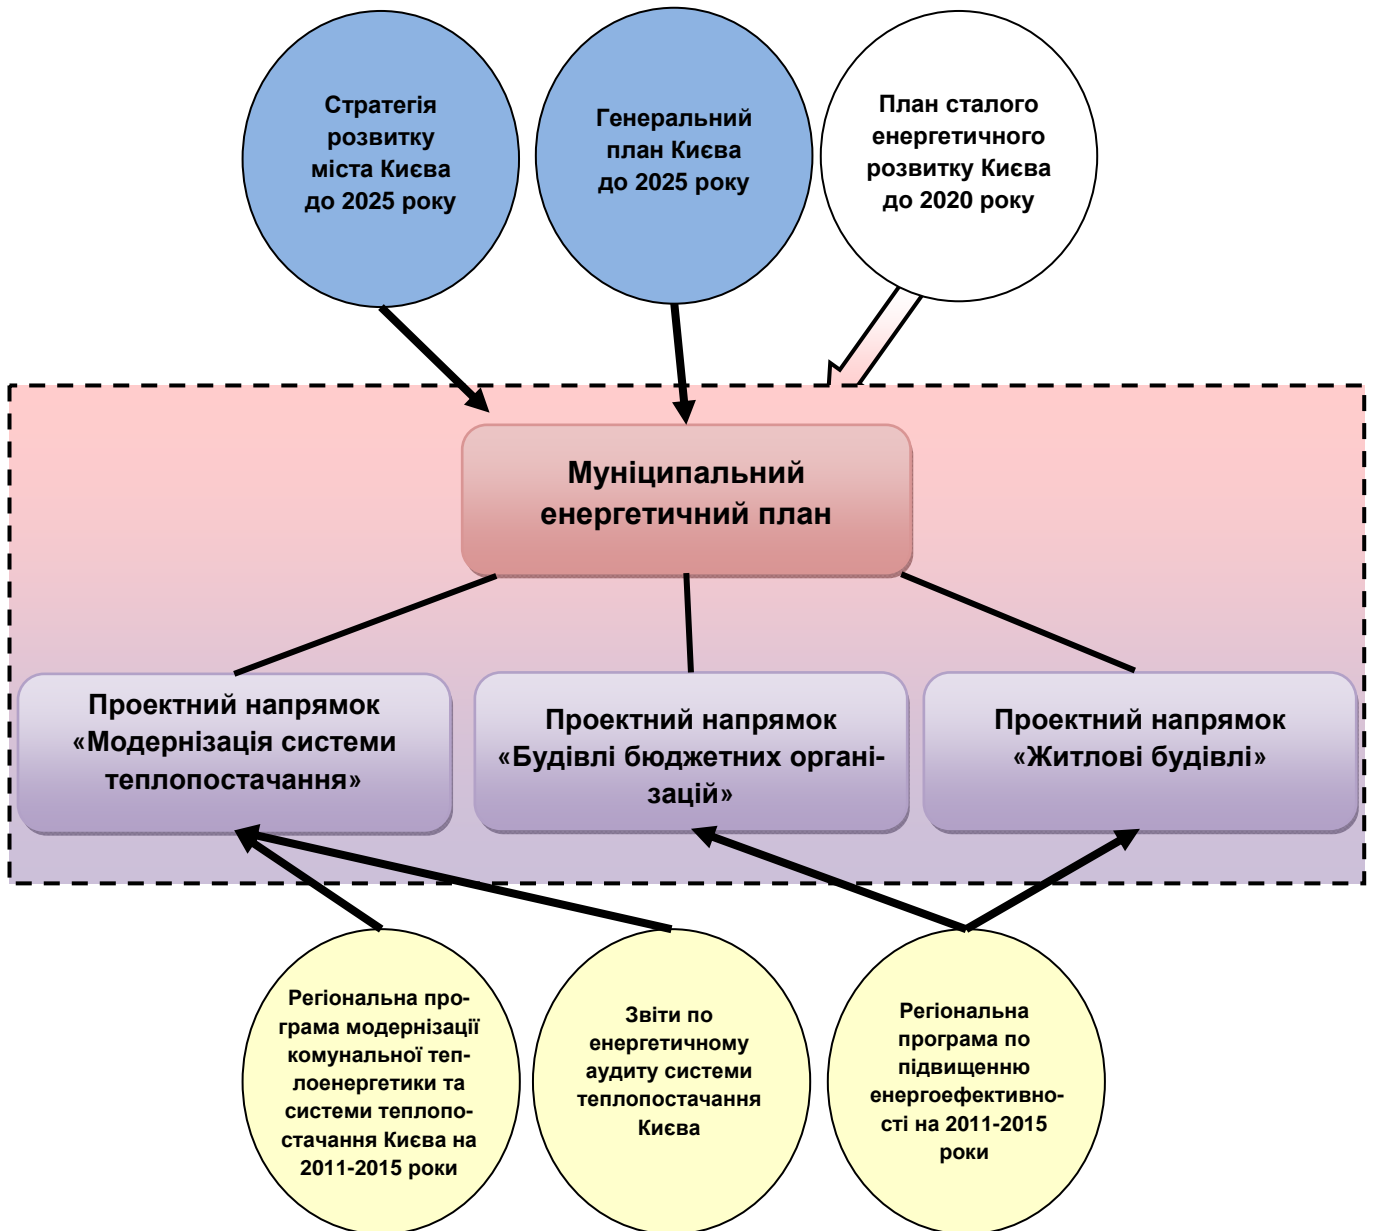 Стратегія
розвитку
міста Києва
до 2025 року
Генеральний
план Києва
до 2025 року
План сталого
енергетичного
розвитку Києва
до 2020 року
Муніципальний
енергетичний план
Проектний напрямок
«Модернізація системи
теплопостачання»
Проектний напрямок
«Будівлі бюджетних органі-
зацій»
Проектний напрямок
«Житлові будівлі»
Регіональна про-
грама модернізації
комунальної теп-
лоенергетики та
системи теплопо-
стачання Києва на
2011-2015 роки
Звіти по
енергетичному
аудиту системи
теплопостачання
Києва
Регіональна
програма по
підвищенню
енергоефективно-
сті на 2011-2015
роки